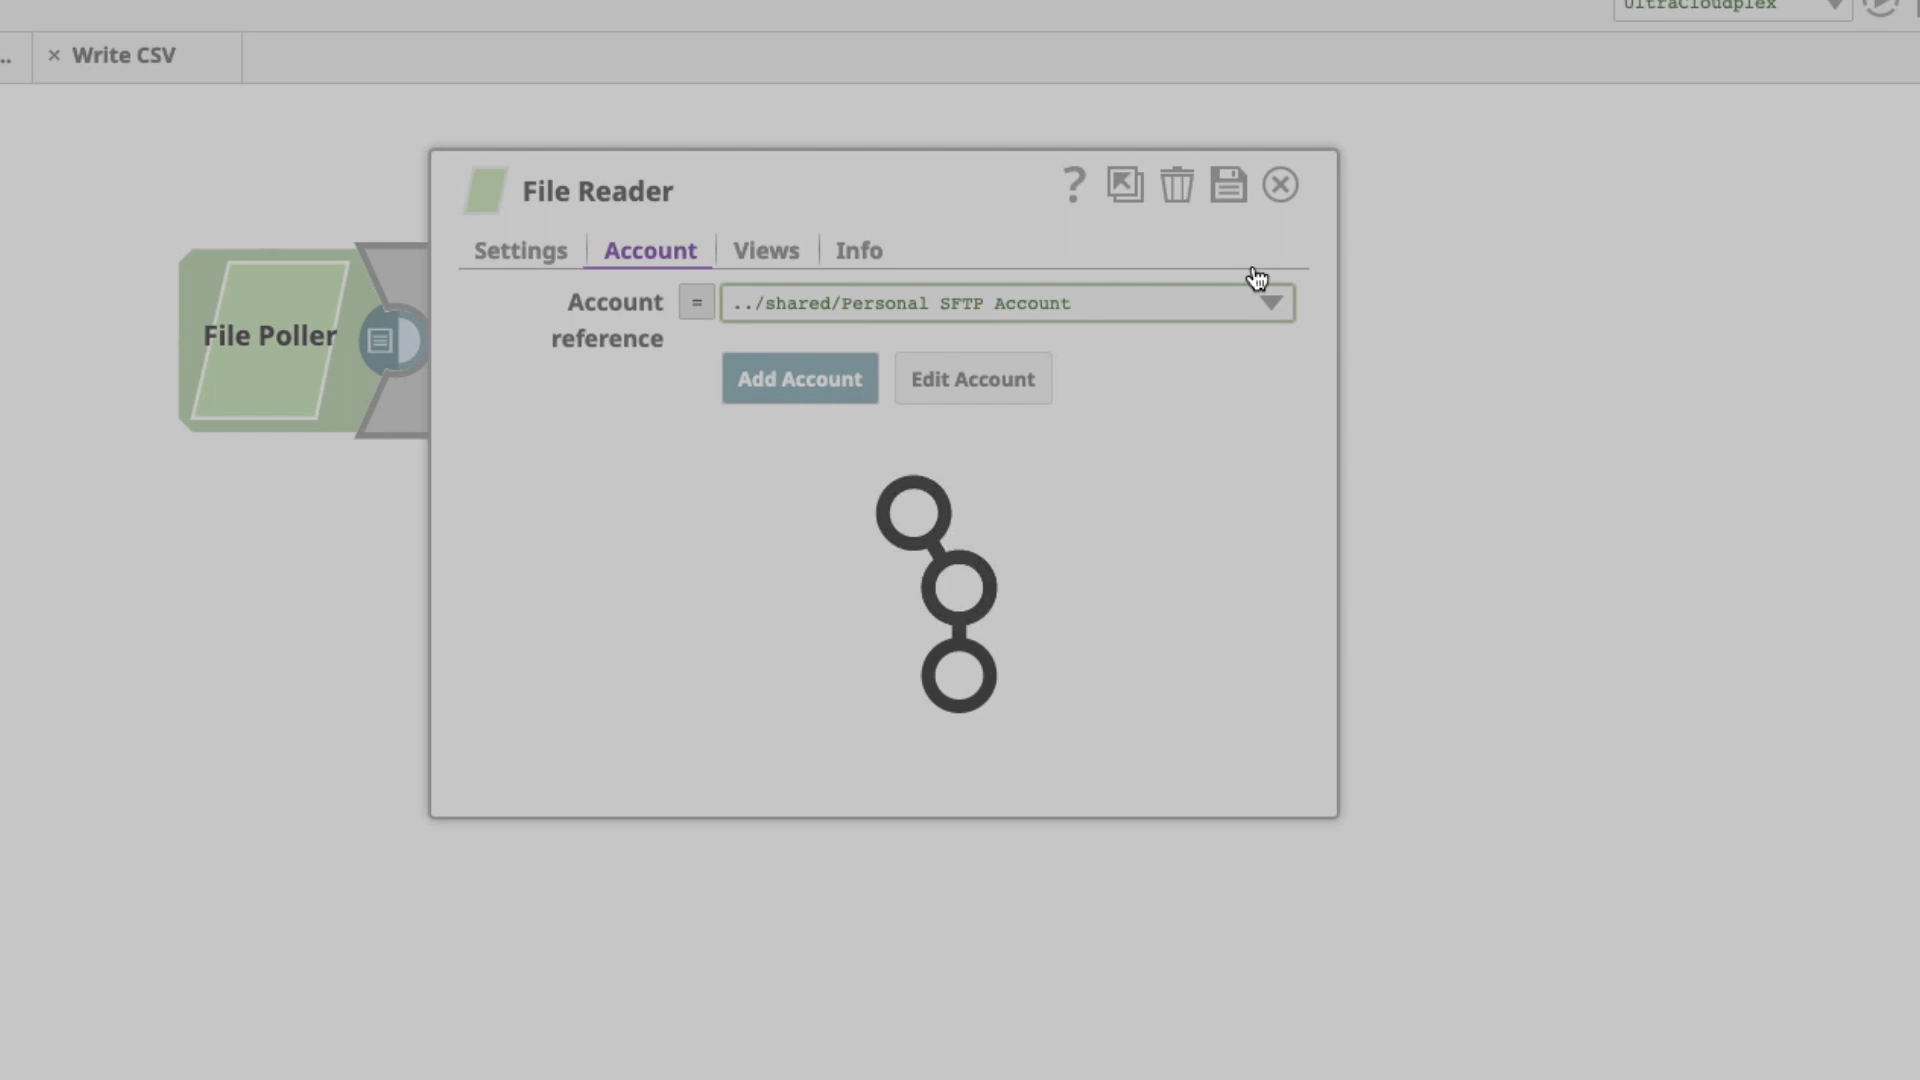 UltraCloudplex
..
× Write CSV
File Reader
?
Settings
Account
Views
Info
Account
reference
=
../shared/Personal SFTP Account
File Poller
Add Account
Edit Account